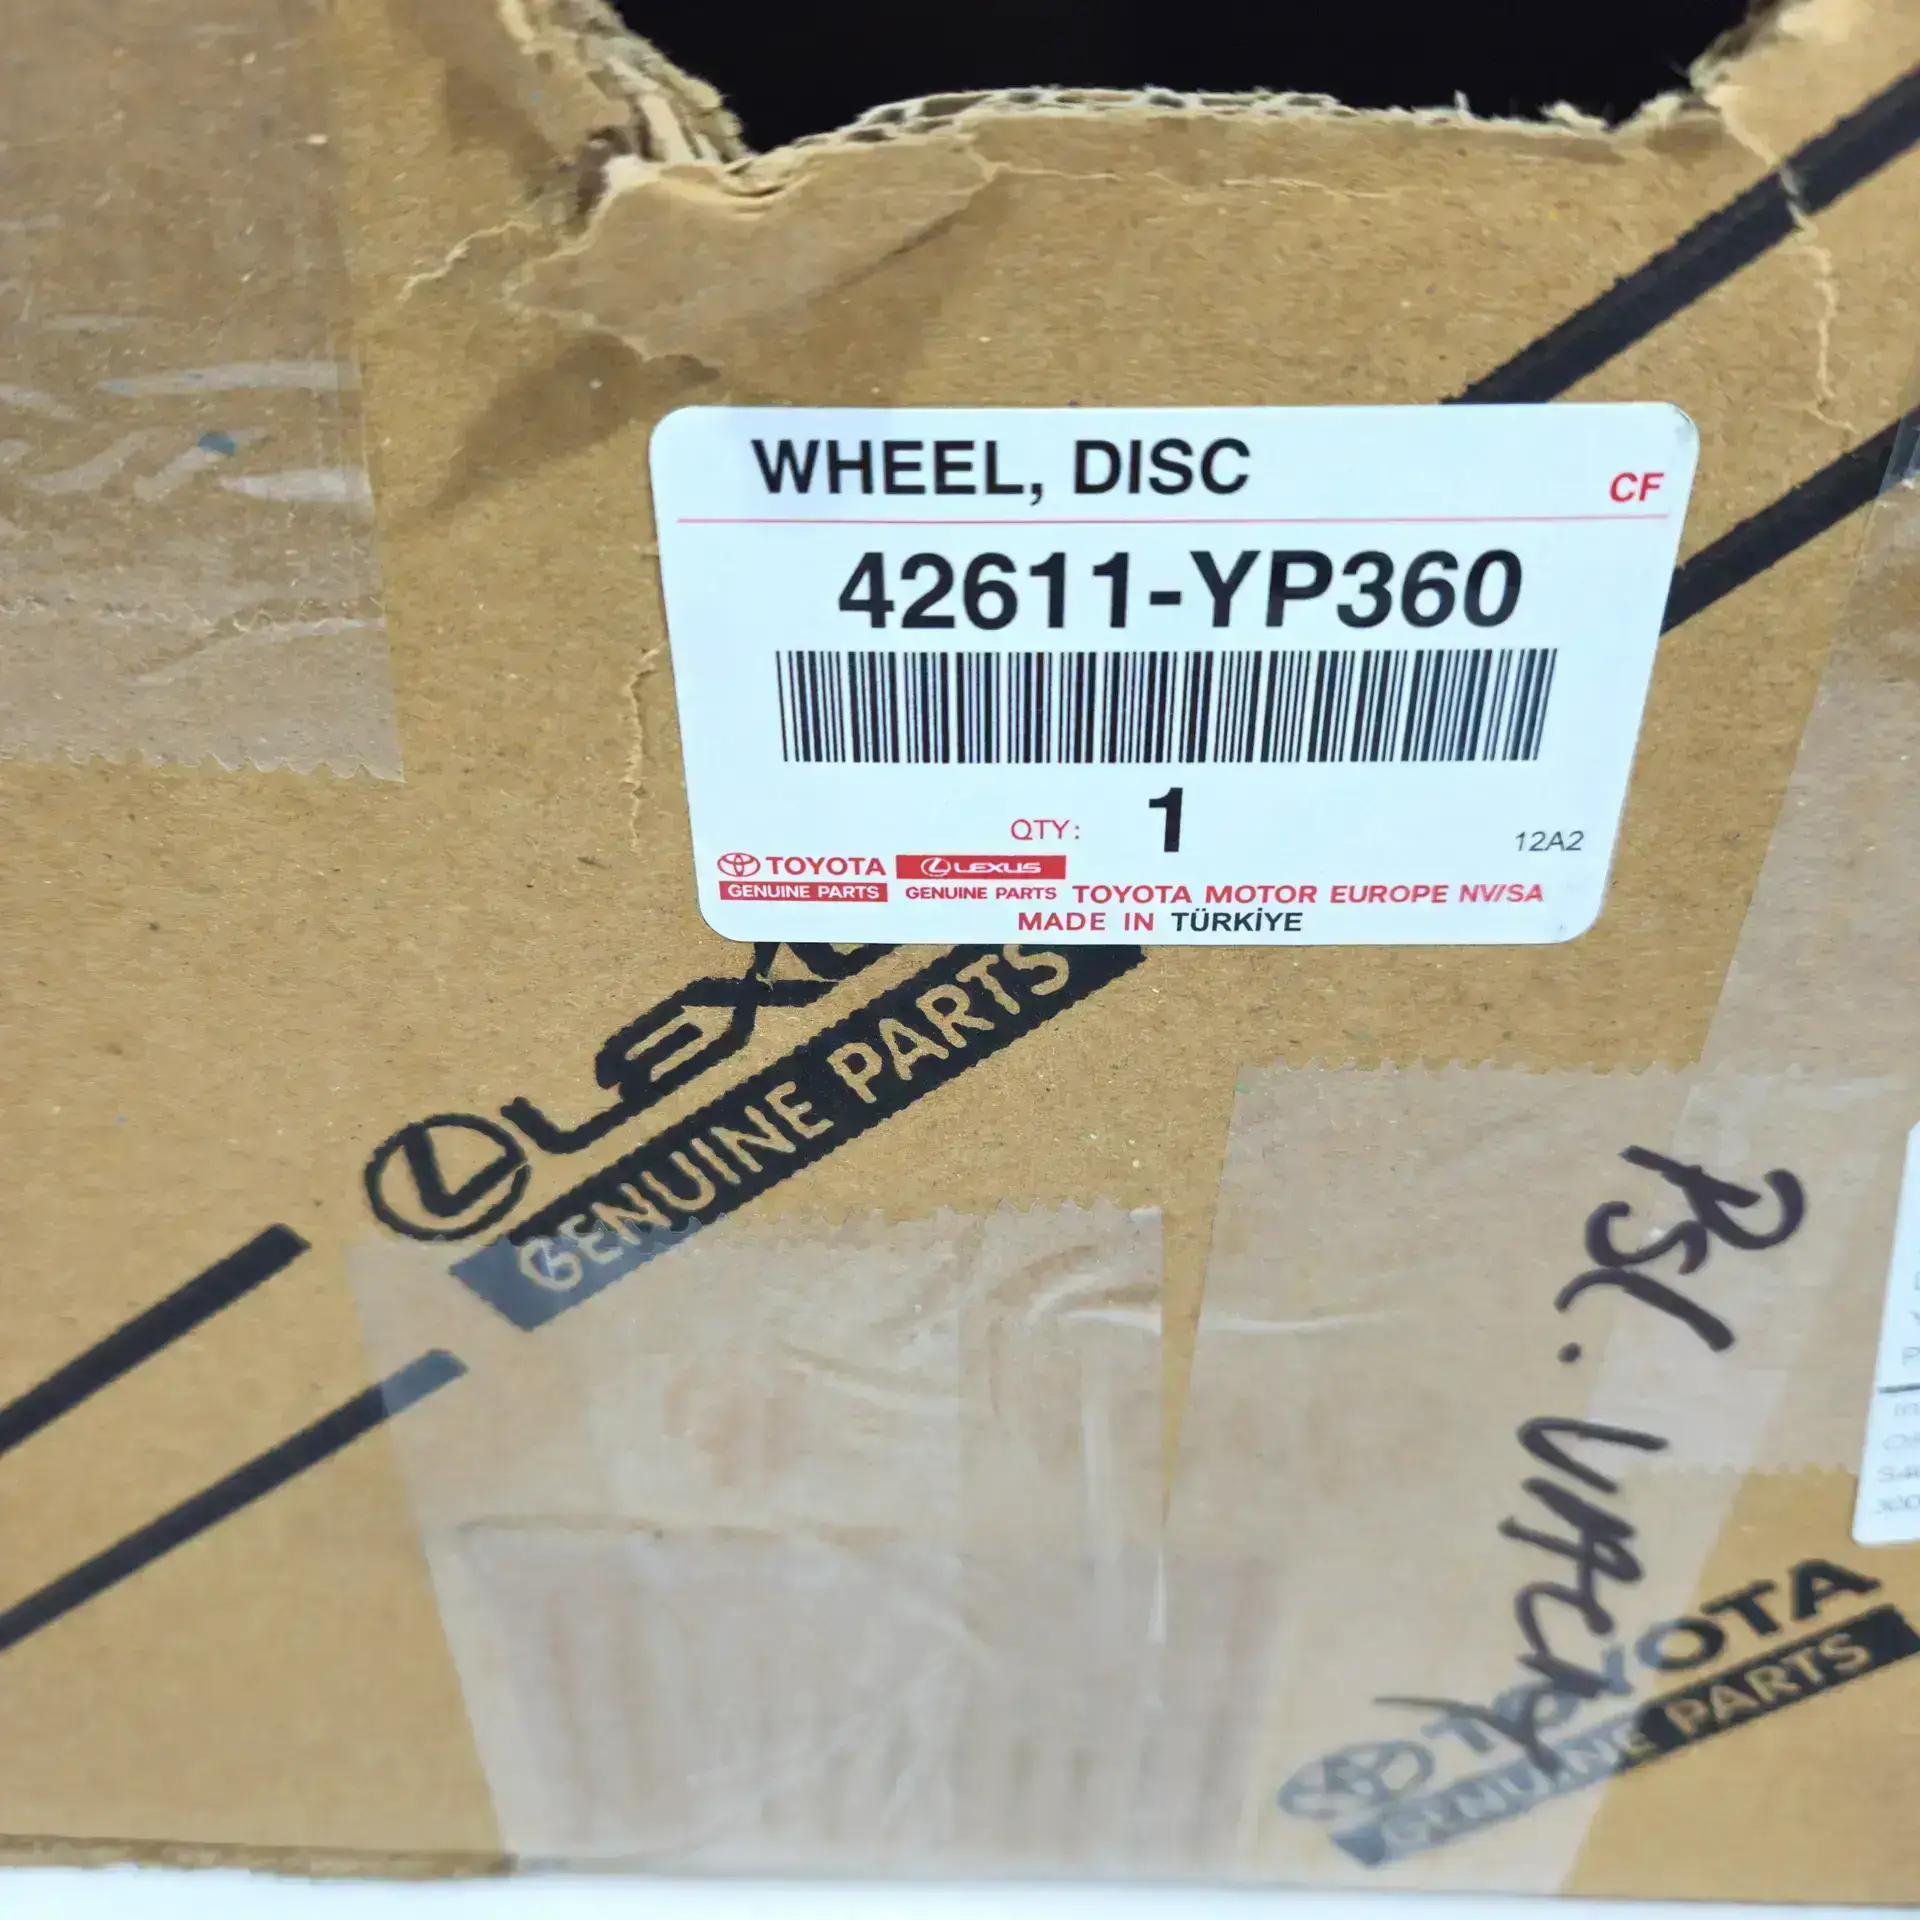 WHEEL, DISC
CF
42611-YP360
QTY: 1
12A2
TOYOTA LEXUS
GENUINE PARTS GENUINE PARTS TOYOTA MOTOR EUROPE NV/SA
MADE IN TÜRKİYE
GENUINE PARTS
TOYOTA
GENUINE PARTS